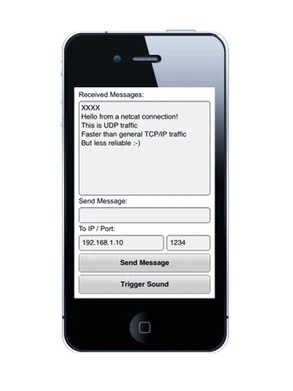 Received Messages:
XXXX
Hello from a netcat connection!
This is UDP traffic
Faster than general TCP/IP traffic
But less reliable :-)
Send Message:
To IP / Port:
192.168.1.10
1234
Send Message
Trigger Sound